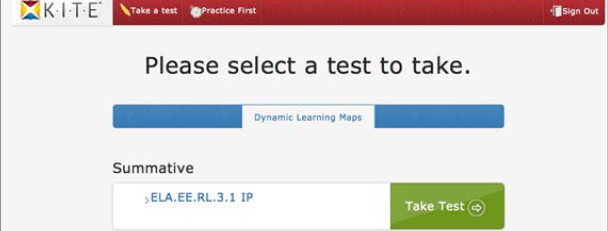 K·I·T·E™ Take a test Practice First Sign Out
Please select a test to take.
Dynamic Learning Maps
Summative
>ELA.EE.RL.3.1 IP Take Test